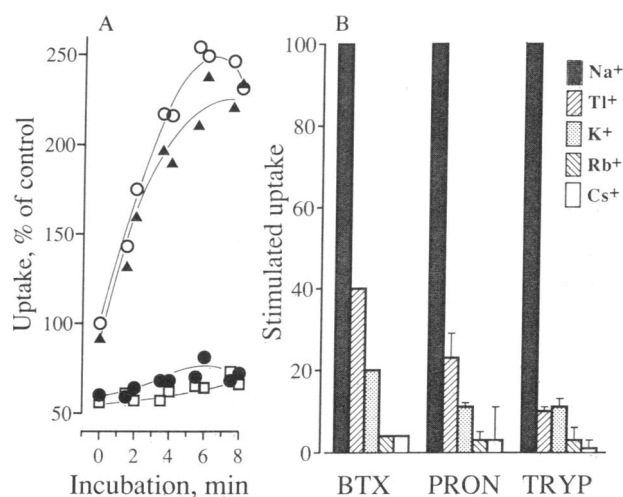 A
Uptake, % of control
250
200
150
100
50
0 2 4 6 8
Incubation, min
B
Stimulated uptake
100
80
60
40
20
0
Na+
Tl+
K+
Rb+
Cs+
BTX PRON TRYP